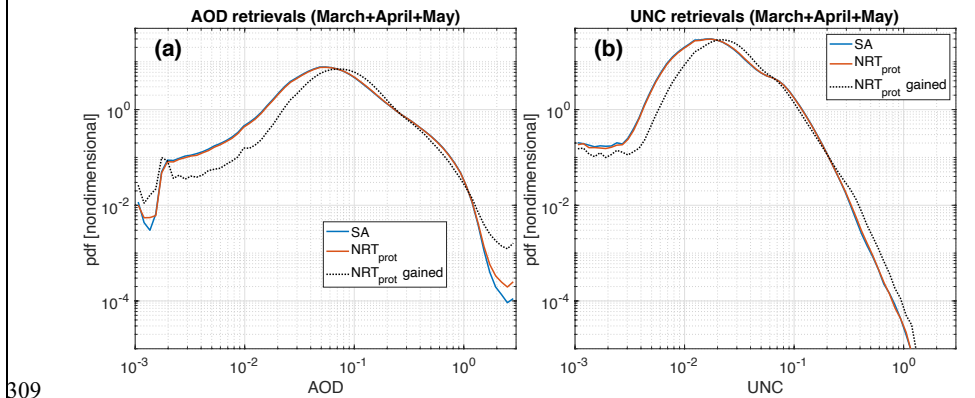 AOD retrievals (March+April+May)
(a)
pdf [nondimensional]
10^0
10^-2
10^-4
SA
NRT_prot
NRT_prot gained
10^-3
10^-2
10^-1
10^0
AOD
UNC retrievals (March+April+May)
(b)
pdf [nondimensional]
10^0
10^-2
10^-4
SA
NRT_prot
NRT_prot gained
10^-3
10^-2
10^-1
10^0
UNC
309